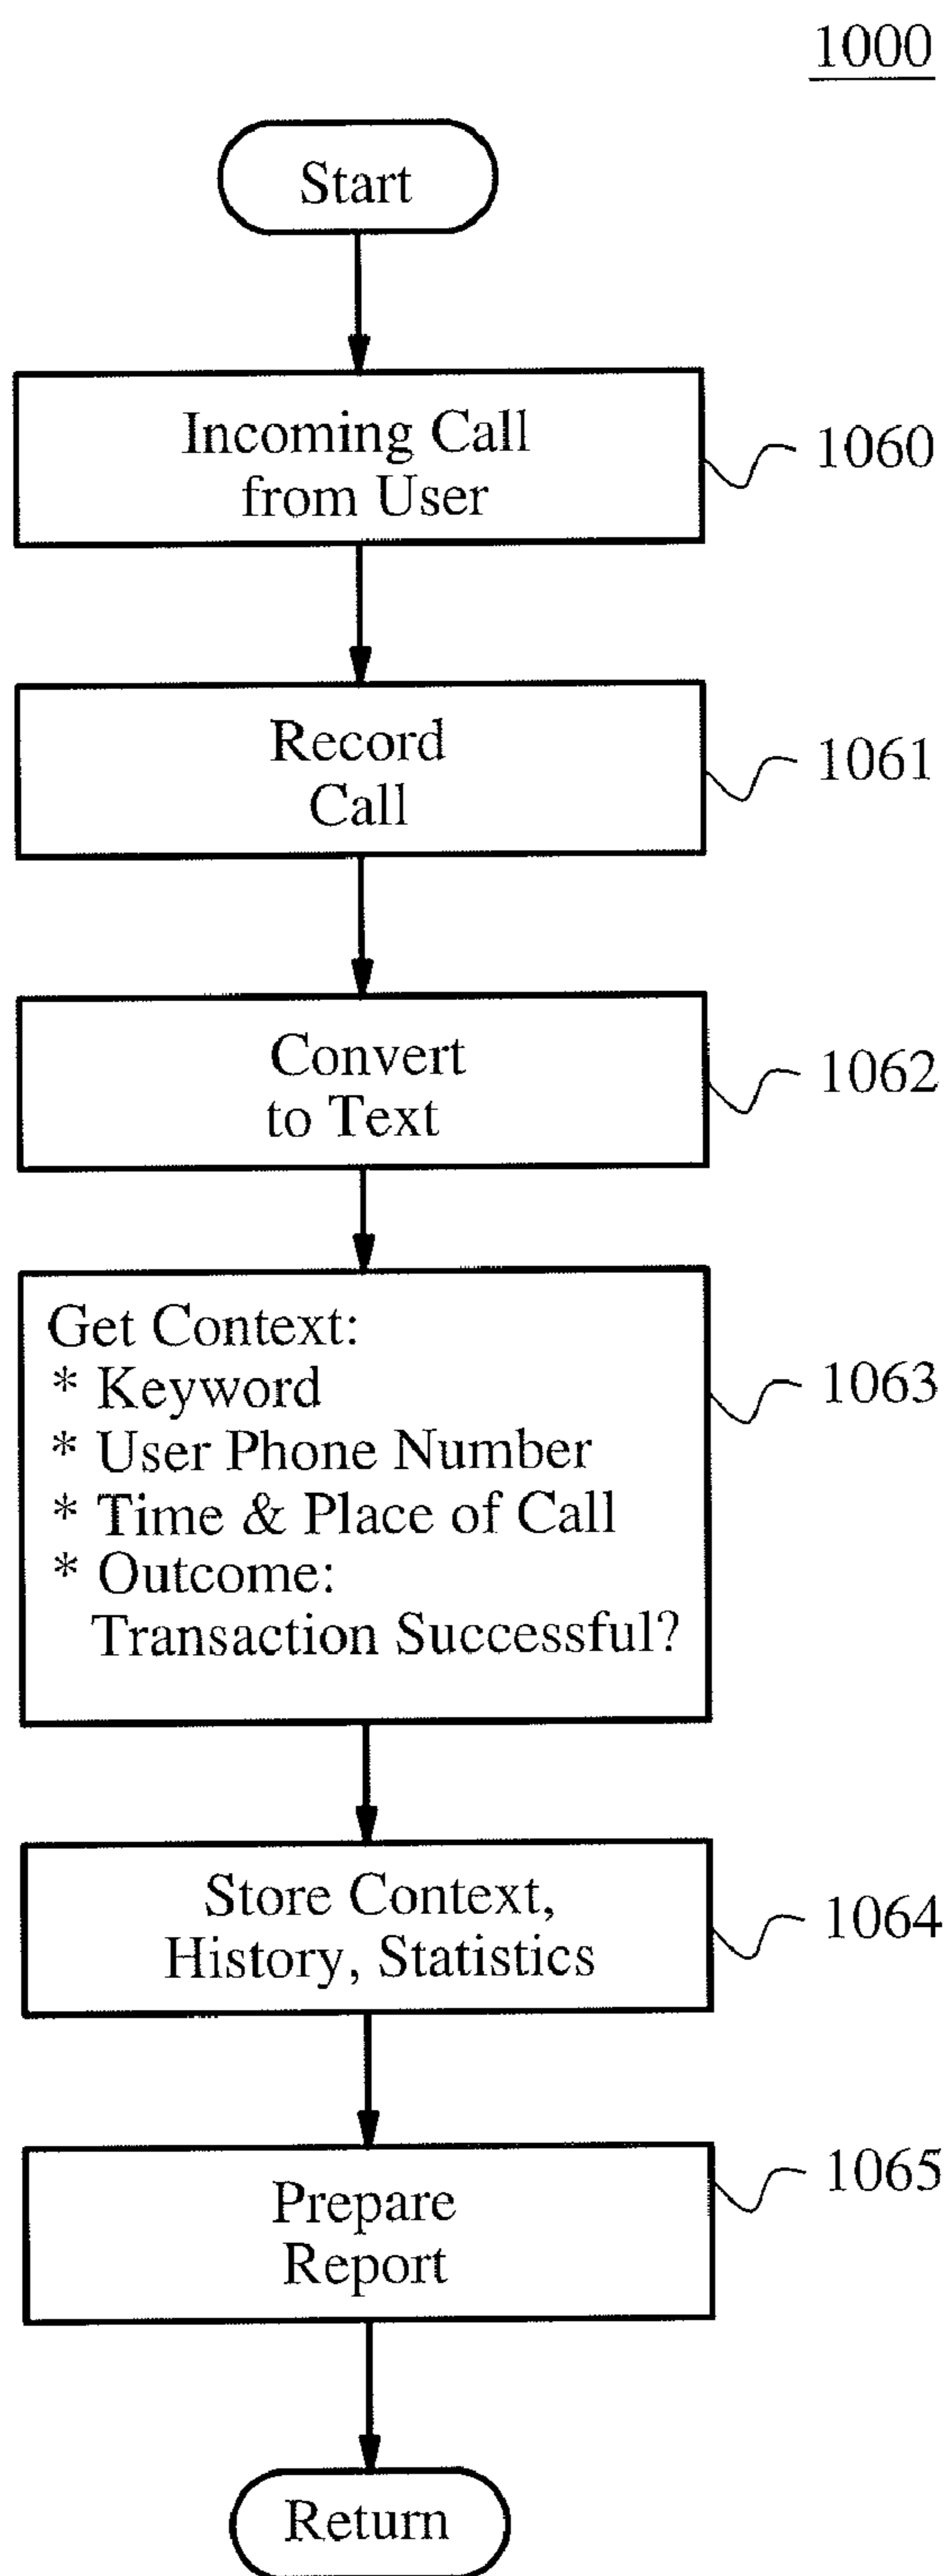 1000
Start
Incoming Call
from User
1060
Record
Call
1061
Convert
to Text
1062
Get Context:
* Keyword
* User Phone Number
* Time & Place of Call
* Outcome:
Transaction Successful?
1063
Store Context,
History, Statistics
1064
Prepare
Report
1065
Return